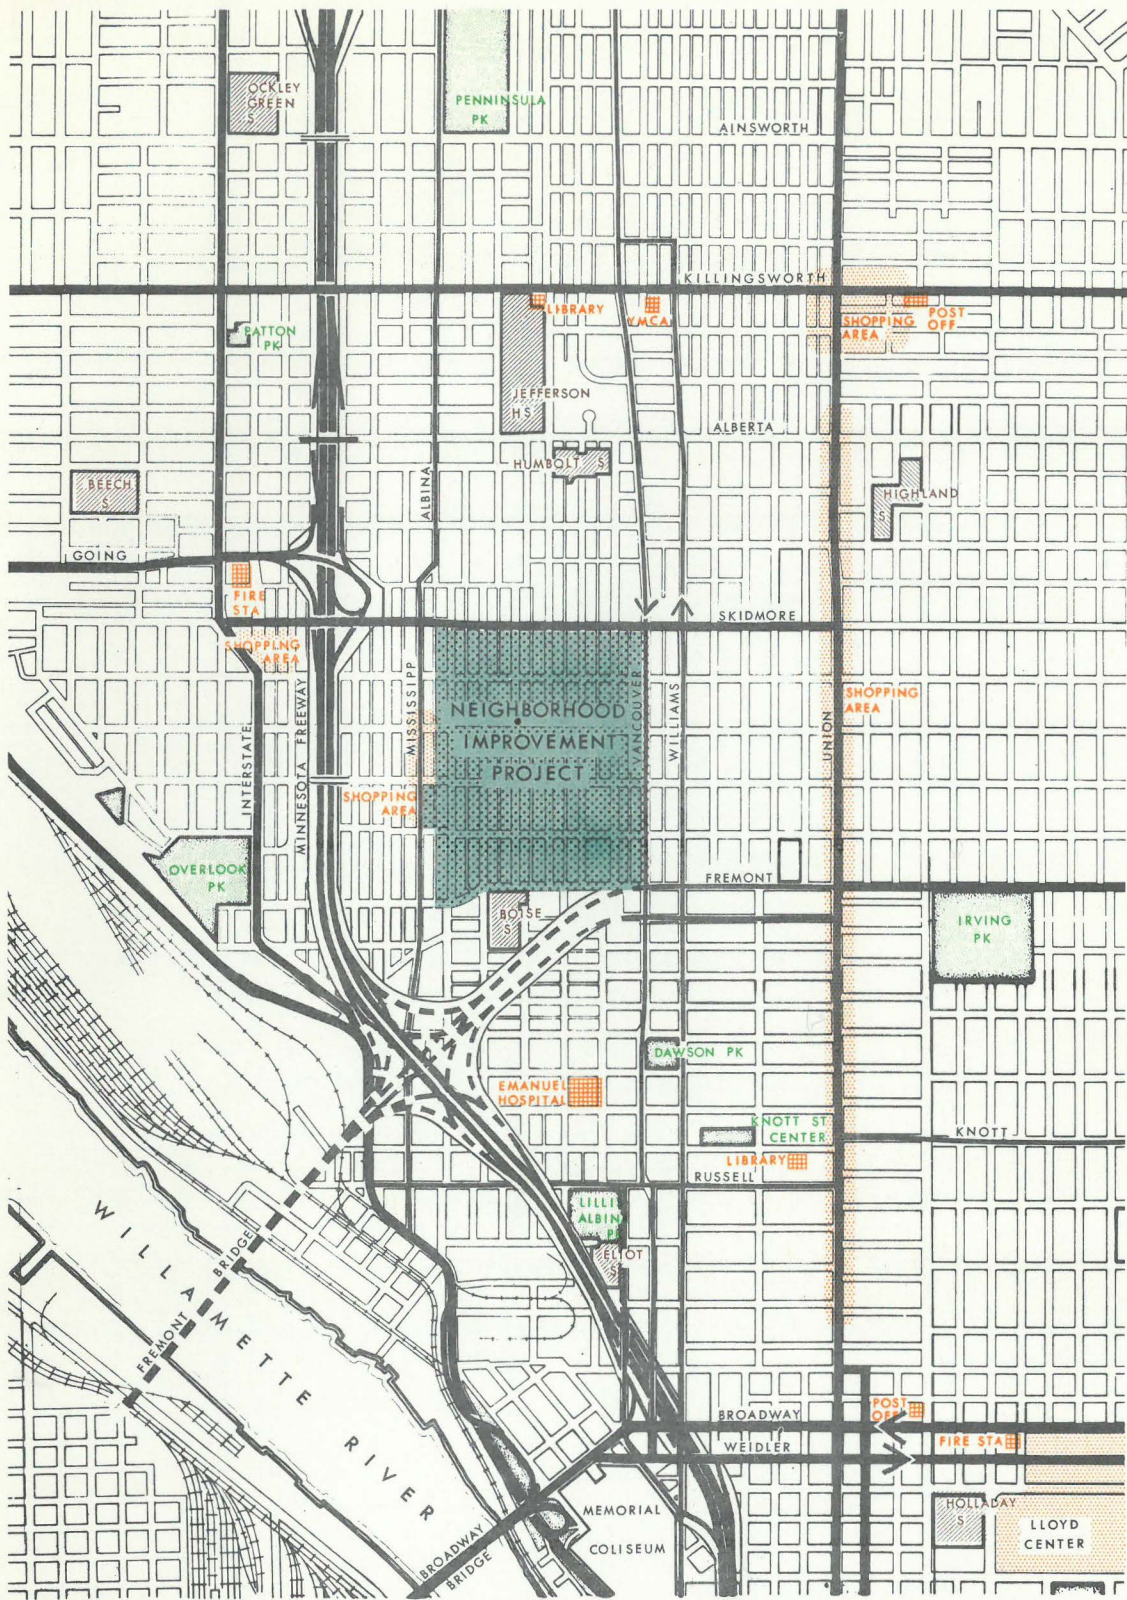 OCKLEY
GREEN
S
PENNINSULA
PK
AINSWORTH
KILLINGSWORTH
LIBRARY
YMCA
SHOPPING
AREA
POST
OFF
PATTON
PK
JEFFERSON
HS
ALBERTA
HUMBOLT S
BEECH
S
ALBINA
HIGHLAND
S
GOING
FIRE
STA
SKIDMORE
SHOPPING
AREA
MISSISSIPP
NEIGHBORHOOD
IMPROVEMENT
PROJECT
VANCOUVER
WILLIAMS
SHOPPING
AREA
UNION
INTERSTATE
MINNESOTA FREEWAY
SHOPPING
AREA
OVERLOOK
PK
FREMONT
BOISE
S
IRVING
PK
DAWSON PK
EMANUEL
HOSPITAL
KNOTT ST
CENTER
KNOTT
LIBRARY
RUSSELL
LILLI
ALBIN
P
ELIOT
S
WILLAMETTE RIVER
FREMONT BRIDGE
POST
OFF
BROADWAY
WEIDLER
FIRE STA
HOLLADAY
S
LLOYD
CENTER
MEMORIAL
COLISEUM
BROADWAY
BRIDGE